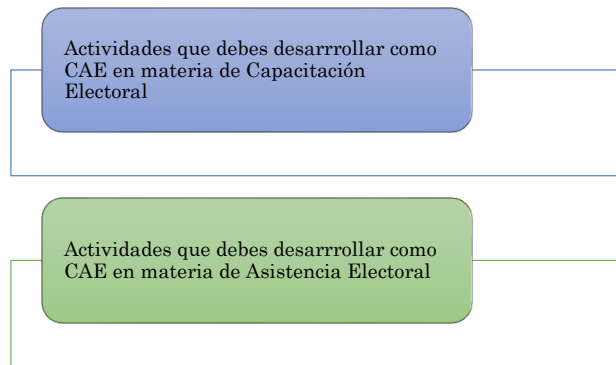 Actividades que debes desarrrollar como
CAE en materia de Capacitación
Electoral
Actividades que debes desarrrollar como
CAE en materia de Asistencia Electoral